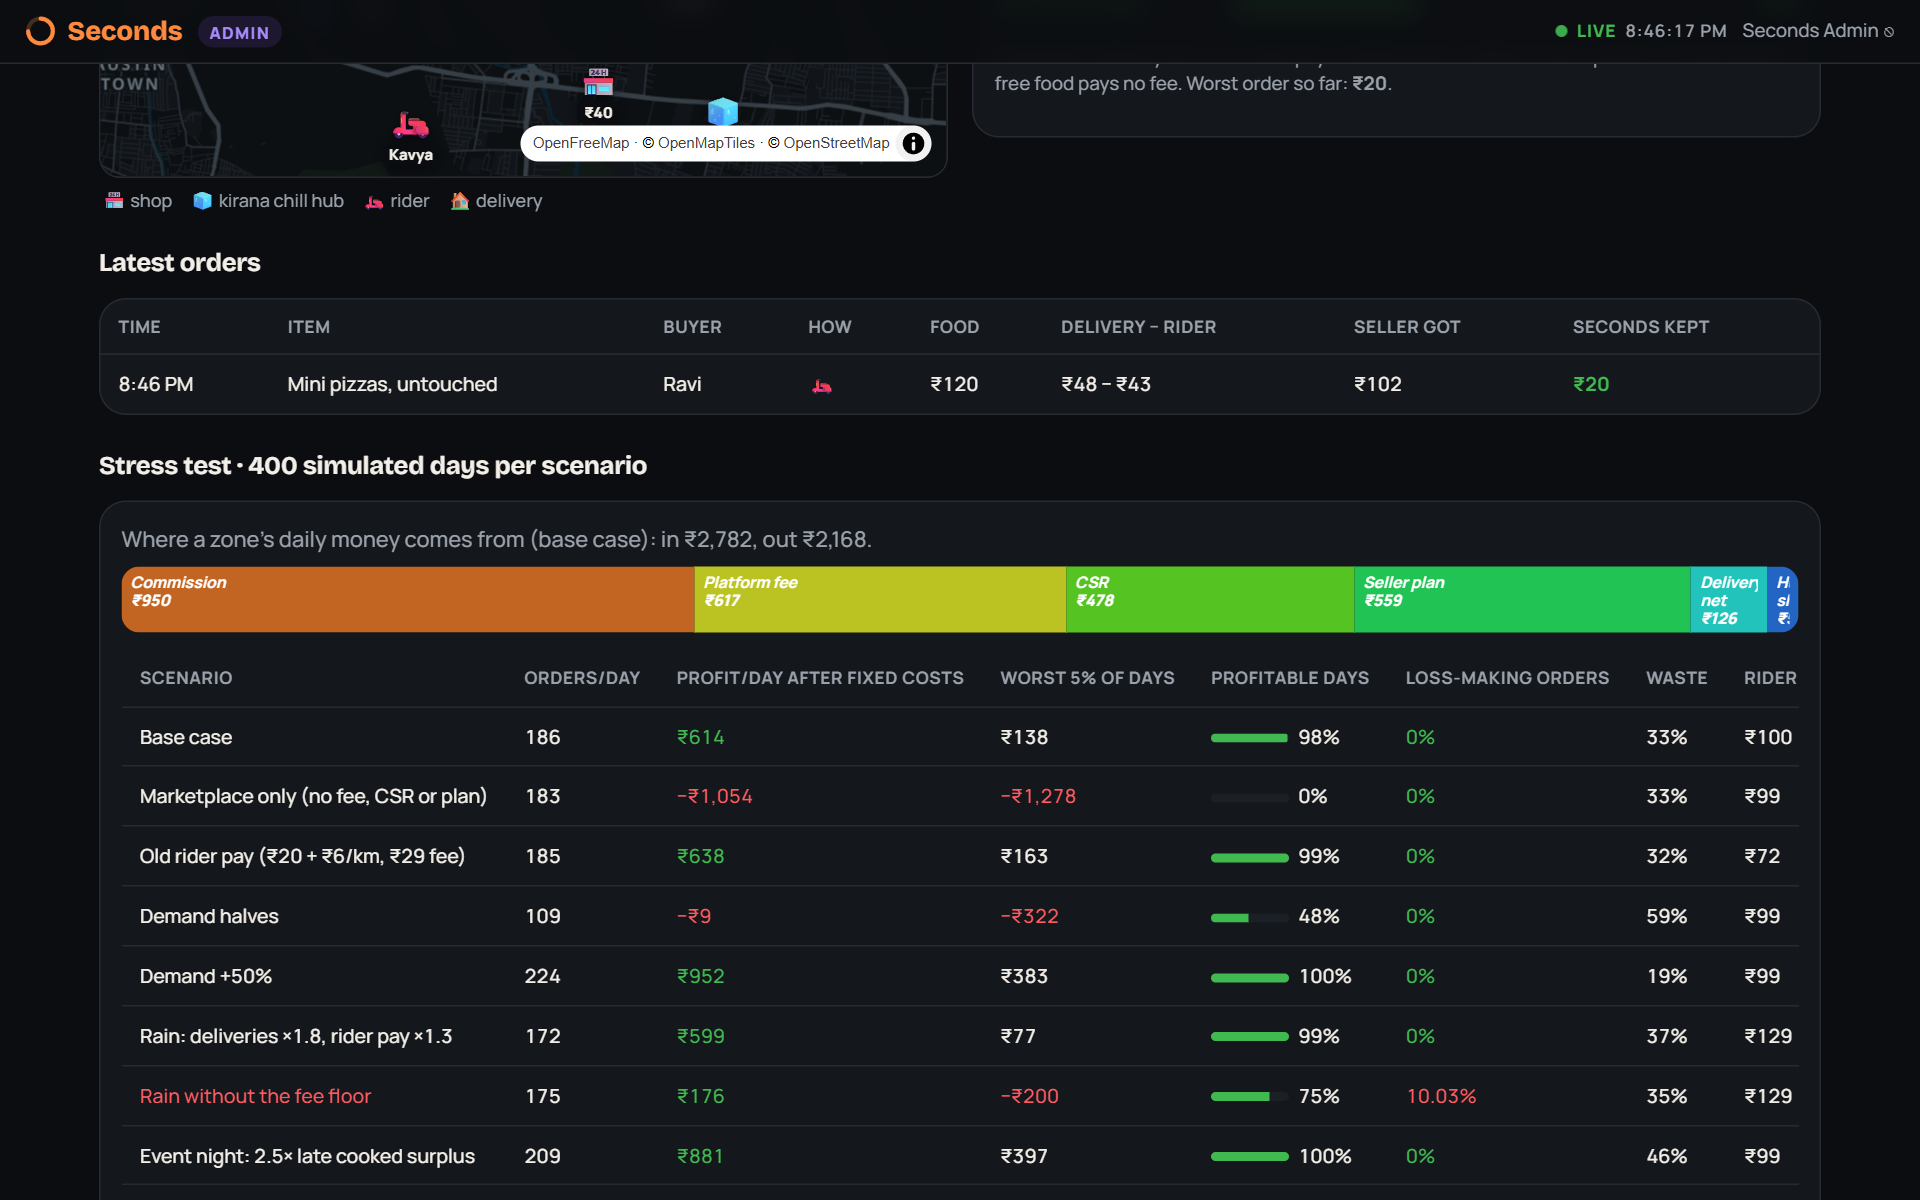 Seconds ADMIN
LIVE 8:46:17 PM Seconds Admin
TOWN
24H
₹40
Kavya
OpenFreeMap · © OpenMapTiles · © OpenStreetMap
free food pays no fee. Worst order so far: ₹20.
shop kirana chill hub rider delivery
Latest orders
TIME ITEM BUYER HOW FOOD DELIVERY − RIDER SELLER GOT SECONDS KEPT
8:46 PM Mini pizzas, untouched Ravi ₹120 ₹48 − ₹43 ₹102 ₹20
Stress test · 400 simulated days per scenario
Where a zone's daily money comes from (base case): in ₹2,782, out ₹2,168.
Commission
₹950
Platform fee
₹617
CSR
₹478
Seller plan
₹559
Delivery
net
₹126
SCENARIO ORDERS/DAY PROFIT/DAY AFTER FIXED COSTS WORST 5% OF DAYS PROFITABLE DAYS LOSS-MAKING ORDERS WASTE RIDER
Base case 186 ₹614 ₹138 98% 0% 33% ₹100
Marketplace only (no fee, CSR or plan) 183 −₹1,054 −₹1,278 0% 0% 33% ₹99
Old rider pay (₹20 + ₹6/km, ₹29 fee) 185 ₹638 ₹163 99% 0% 32% ₹72
Demand halves 109 −₹9 −₹322 48% 0% 59% ₹99
Demand +50% 224 ₹952 ₹383 100% 0% 19% ₹99
Rain: deliveries ×1.8, rider pay ×1.3 172 ₹599 ₹77 99% 0% 37% ₹129
Rain without the fee floor 175 ₹176 −₹200 75% 10.03% 35% ₹129
Event night: 2.5× late cooked surplus 209 ₹881 ₹397 100% 0% 46% ₹99